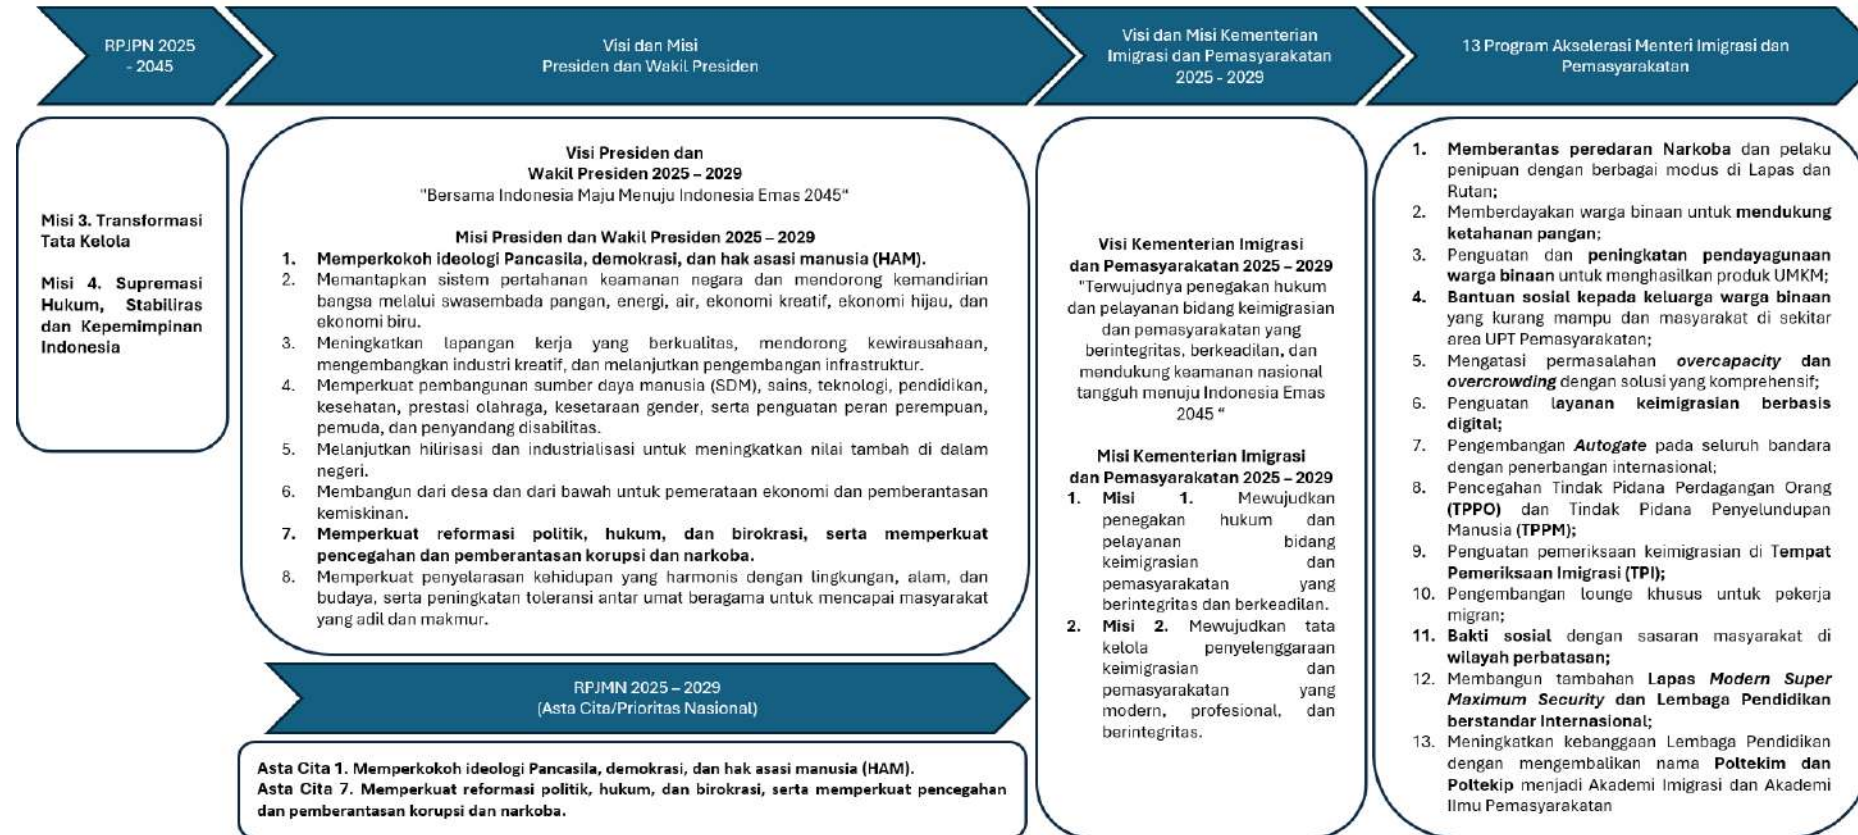 RPJPN 2025
- 2045
Visi dan Misi
Presiden dan Wakil Presiden
Visi dan Misi Kementerian
Imigrasi dan Pemasyarakatan
2025 - 2029
13 Program Akselerasi Menteri Imigrasi dan
Pemasyarakatan
Misi 3. Transformasi
Tata Kelola
Misi 4. Supremasi
Hukum, Stabiliras
dan Kepemimpinan
Indonesia
Visi Presiden dan
Wakil Presiden 2025 – 2029
"Bersama Indonesia Maju Menuju Indonesia Emas 2045"
Misi Presiden dan Wakil Presiden 2025 – 2029
1. Memperkokoh ideologi Pancasila, demokrasi, dan hak asasi manusia (HAM).
2. Memantapkan sistem pertahanan keamanan negara dan mendorong kemandirian
bangsa melalui swasembada pangan, energi, air, ekonomi kreatif, ekonomi hijau, dan
ekonomi biru.
3. Meningkatkan lapangan kerja yang berkualitas, mendorong kewirausahaan,
mengembangkan industri kreatif, dan melanjutkan pengembangan infrastruktur.
4. Memperkuat pembangunan sumber daya manusia (SDM), sains, teknologi, pendidikan,
kesehatan, prestasi olahraga, kesetaraan gender, serta penguatan peran perempuan,
pemuda, dan penyandang disabilitas.
5. Melanjutkan hilirisasi dan industrialisasi untuk meningkatkan nilai tambah di dalam
negeri.
6. Membangun dari desa dan dari bawah untuk pemerataan ekonomi dan pemberantasan
kemiskinan.
7. Memperkuat reformasi politik, hukum, dan birokrasi, serta memperkuat
pencegahan dan pemberantasan korupsi dan narkoba.
8. Memperkuat penyelarasan kehidupan yang harmonis dengan lingkungan, alam, dan
budaya, serta peningkatan toleransi antar umat beragama untuk mencapai masyarakat
yang adil dan makmur.
RPJMN 2025 – 2029
(Asta Cita/Prioritas Nasional)
Asta Cita 1. Memperkokoh ideologi Pancasila, demokrasi, dan hak asasi manusia (HAM).
Asta Cita 7. Memperkuat reformasi politik, hukum, dan birokrasi, serta memperkuat pencegahan
dan pemberantasan korupsi dan narkoba.
Visi Kementerian Imigrasi
dan Pemasyarakatan 2025 – 2029
"Terwujudnya penegakan hukum
dan pelayanan bidang keimigrasian
dan pemasyarakatan yang
berintegritas, berkeadilan, dan
mendukung keamanan nasional
tangguh menuju Indonesia Emas
2045 "
Misi Kementerian Imigrasi
dan Pemasyarakatan 2025 – 2029
1. Misi 1. Mewujudkan
penegakan hukum dan
pelayanan bidang
keimigrasian dan
pemasyarakatan yang
berintegritas dan berkeadilan.
2. Misi 2. Mewujudkan tata
kelola penyelenggaraan
keimigrasian dan
pemasyarakatan yang
modern, profesional, dan
berintegritas.
1. Memberantas peredaran Narkoba dan pelaku
penipuan dengan berbagai modus di Lapas dan
Rutan;
2. Memberdayakan warga binaan untuk mendukung
ketahanan pangan;
3. Penguatan dan peningkatan pendayagunaan
warga binaan untuk menghasilkan produk UMKM;
4. Bantuan sosial kepada keluarga warga binaan
yang kurang mampu dan masyarakat di sekitar
area UPT Pemasyarakatan;
5. Mengatasi permasalahan overcapacity dan
overcrowding dengan solusi yang komprehensif;
6. Penguatan layanan keimigrasian berbasis
digital;
7. Pengembangan Autogate pada seluruh bandara
dengan penerbangan internasional;
8. Pencegahan Tindak Pidana Perdagangan Orang
(TPPO) dan Tindak Pidana Penyelundupan
Manusia (TPPM);
9. Penguatan pemeriksaan keimigrasian di Tempat
Pemeriksaan Imigrasi (TPI);
10. Pengembangan lounge khusus untuk pekerja
migran;
11. Bakti sosial dengan sasaran masyarakat di
wilayah perbatasan;
12. Membangun tambahan Lapas Modern Super
Maximum Security dan Lembaga Pendidikan
berstandar Internasional;
13. Meningkatkan kebanggaan Lembaga Pendidikan
dengan mengembalikan nama Poltekim dan
Poltekip menjadi Akademi Imigrasi dan Akademi
Ilmu Pemasyarakatan